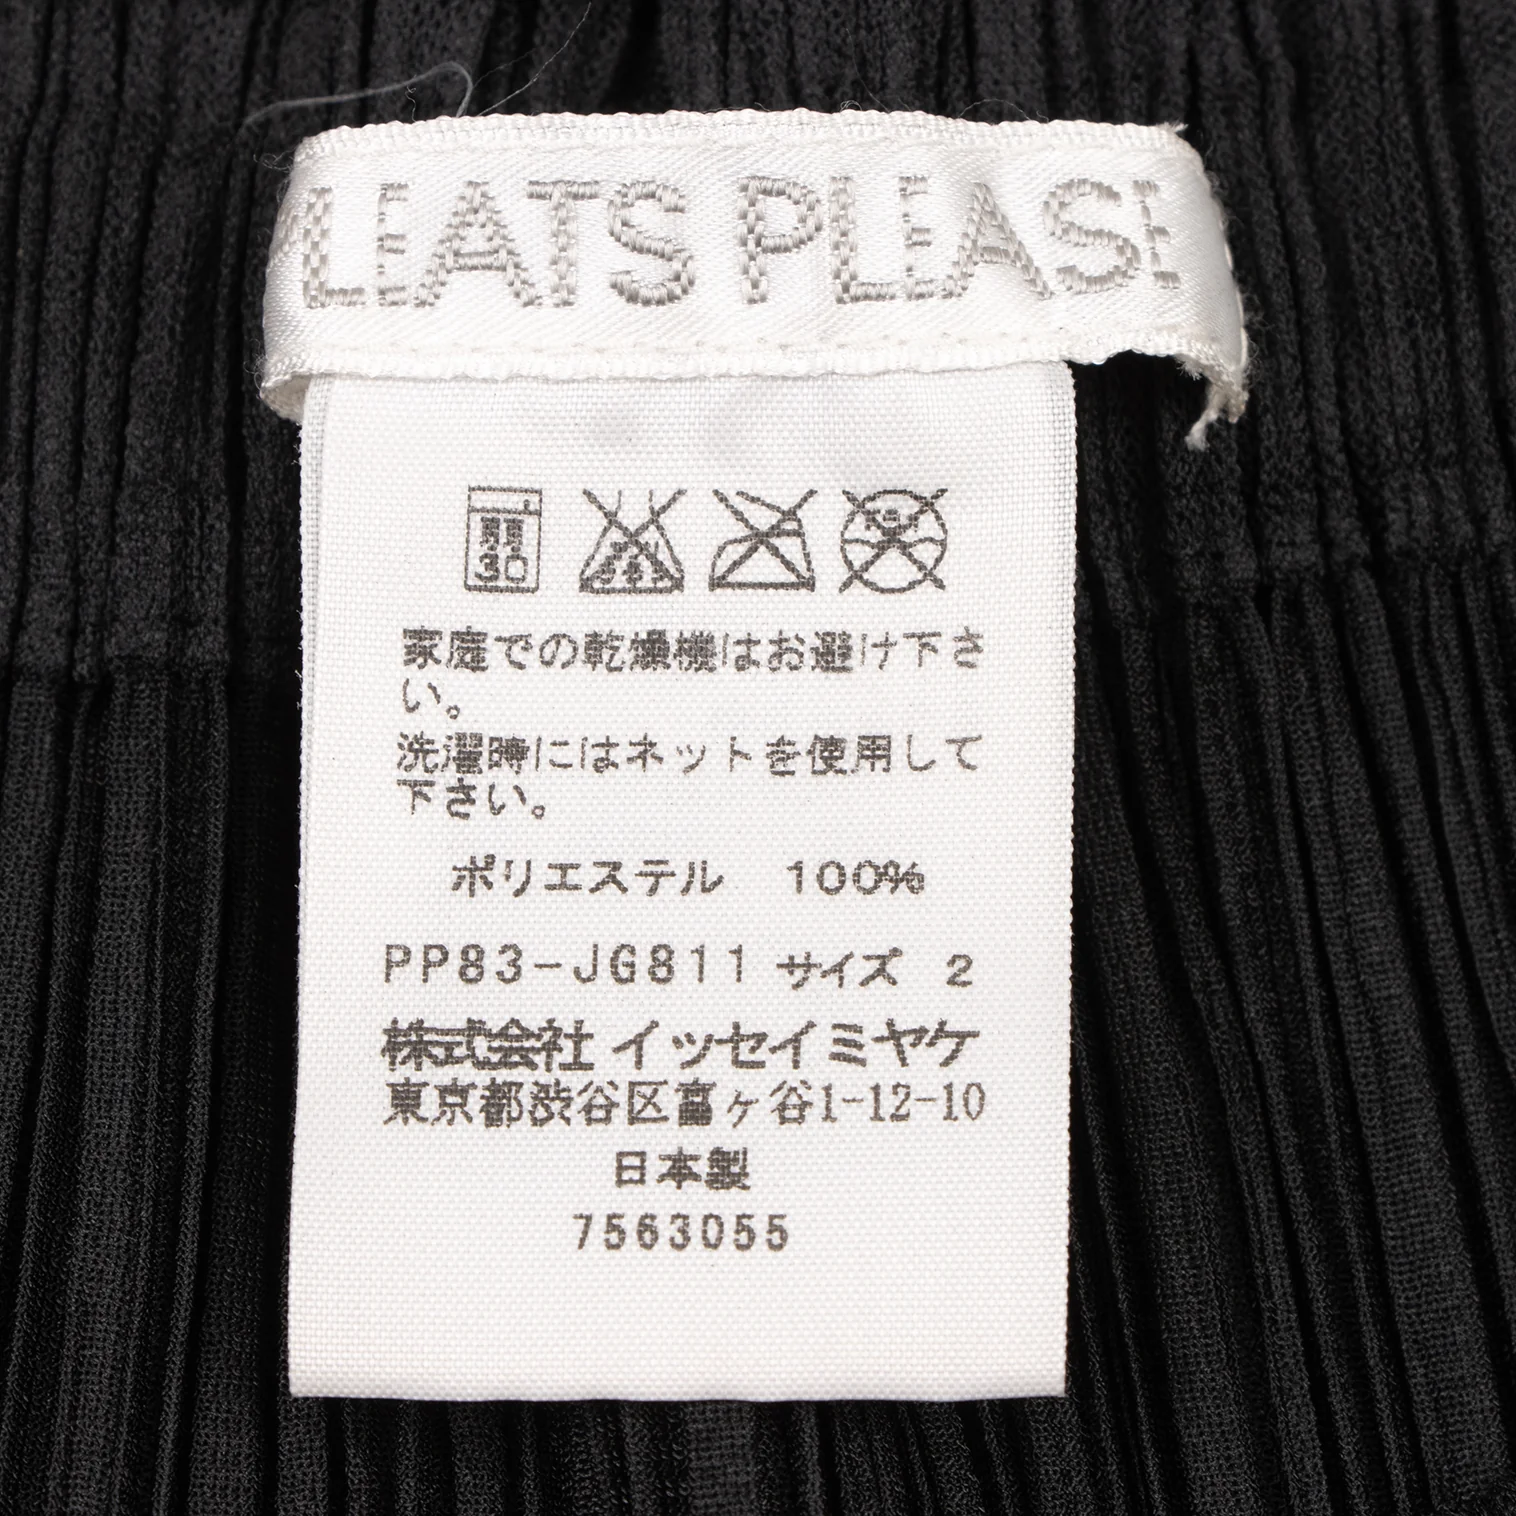 PLEATS PLEASE
弱
30
家庭での乾燥機はお避け下さ
い。
洗濯時にはネットを使用して
下さい。
ポリエステル 100%
PP83-JG811 サイズ 2
株式会社 イッセイミヤケ
東京都渋谷区富ヶ谷1-12-10
日本製
7563055